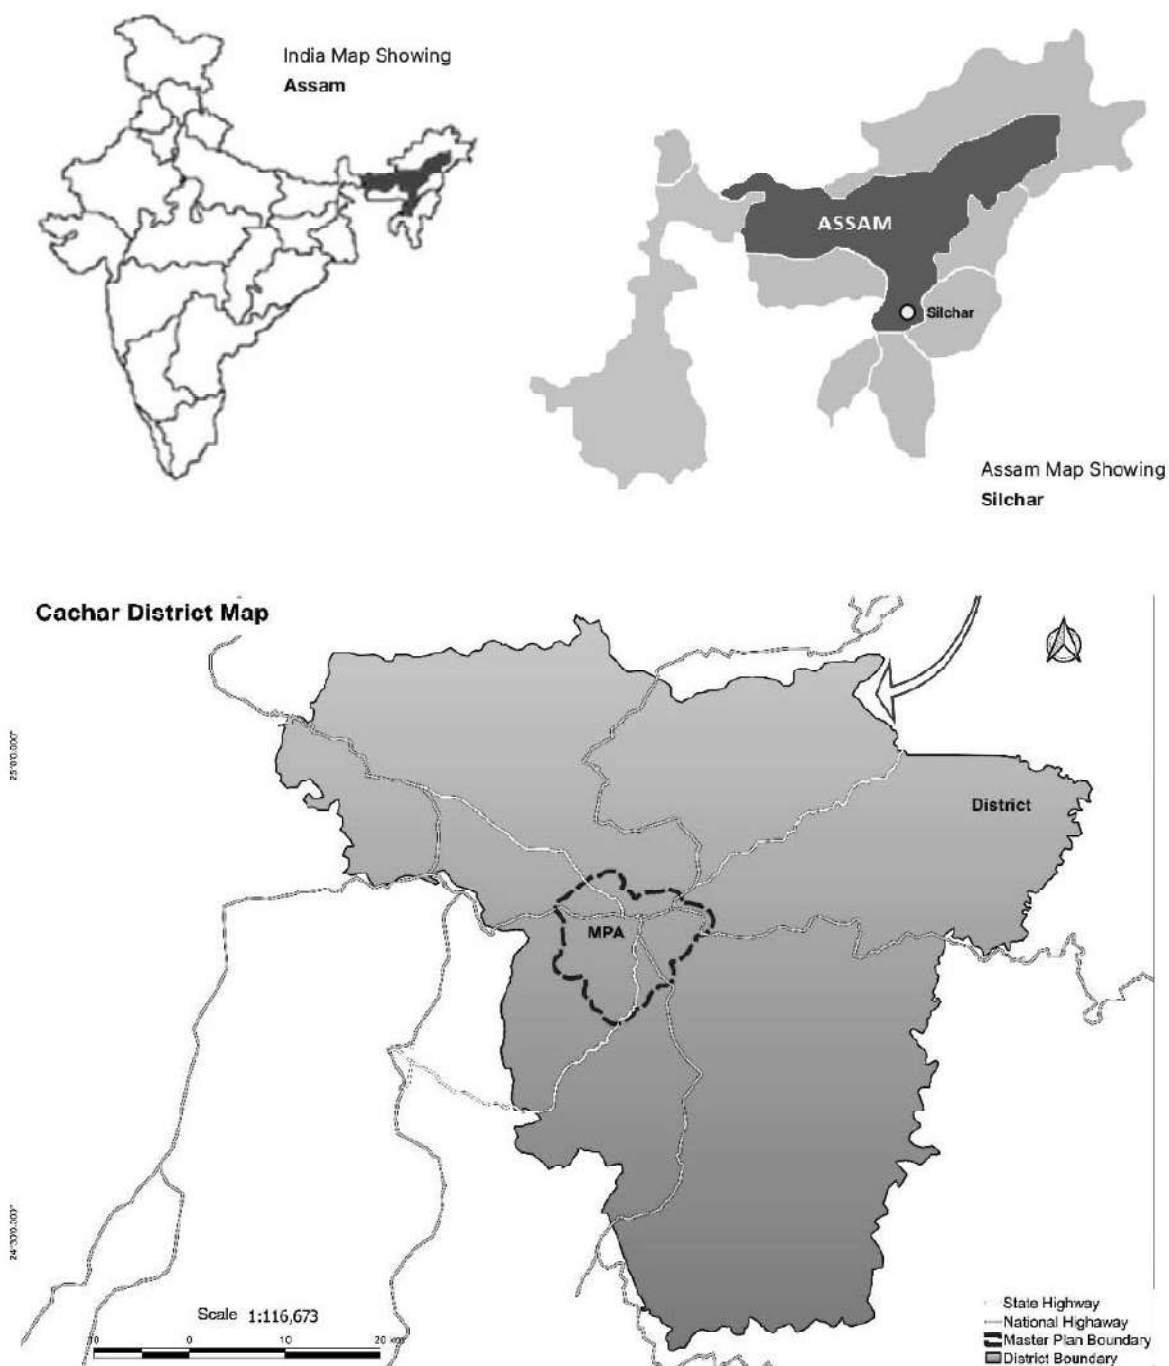 India Map Showing
Assam
ASSAM
Silchar
Assam Map Showing
Silchar
Cachar District Map
25°0'0.000"
District
MPA
24°30'0.000"
Scale 1:116,673
10 0 10 20 km
State Highway
National Highaway
Master Plan Boundary
District Boundary